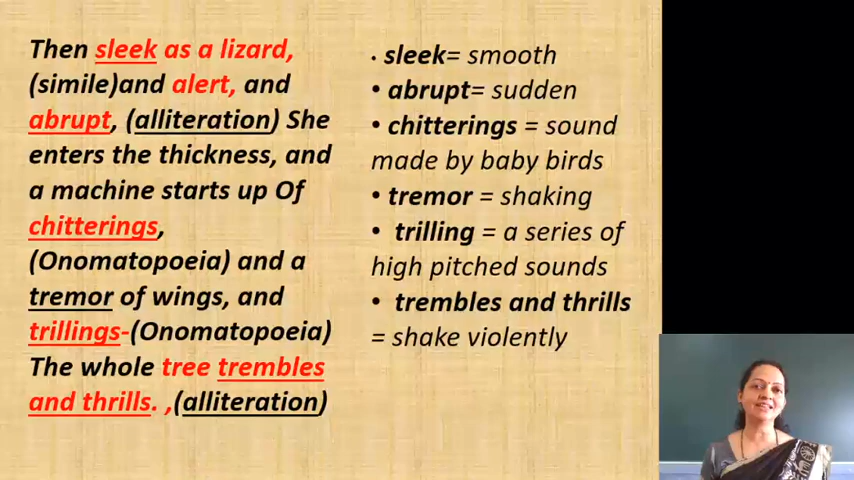 Then sleek as a lizard,
(simile)and alert, and
abrupt, (alliteration) She
enters the thickness, and
a machine starts up Of
chitterings,
(Onomatopoeia) and a
tremor of wings, and
trillings-(Onomatopoeia)
The whole tree trembles
and thrills. ,(alliteration)
• sleek= smooth
• abrupt= sudden
• chitterings = sound
made by baby birds
• tremor = shaking
• trilling = a series of
high pitched sounds
• trembles and thrills
= shake violently